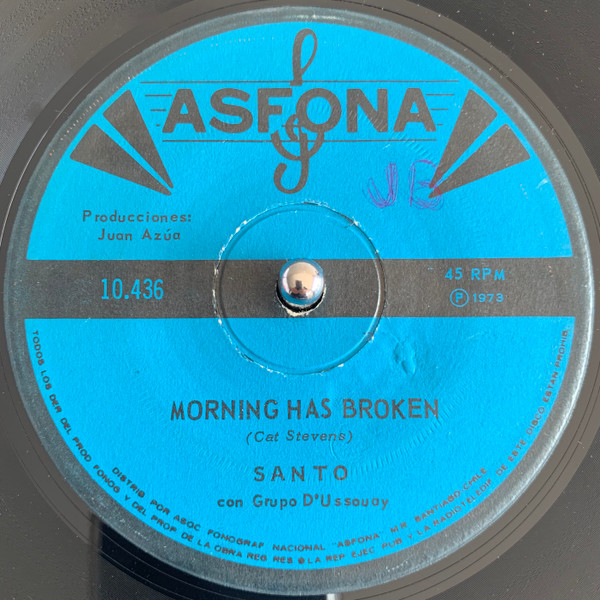 ASFONA
JB
Producciones:
Juan Azúa
10.436
45 RPM
Ⓟ 1973
MORNING HAS BROKEN
(Cat Stevens)
SANTO
con Grupo D'Ussouay
TODOS LOS DER DEL PROD FONOG Y DEL PROP DE LA OBRA REG RES ⊛ LA REP EJEC PUB Y LA RADIOTELEDIF DE ESTE DISCO ESTAN PROHIB
DISTRIB POR ASOC FONOGRAF NACIONAL "ASFONA" M R SANTIAGO CHILE